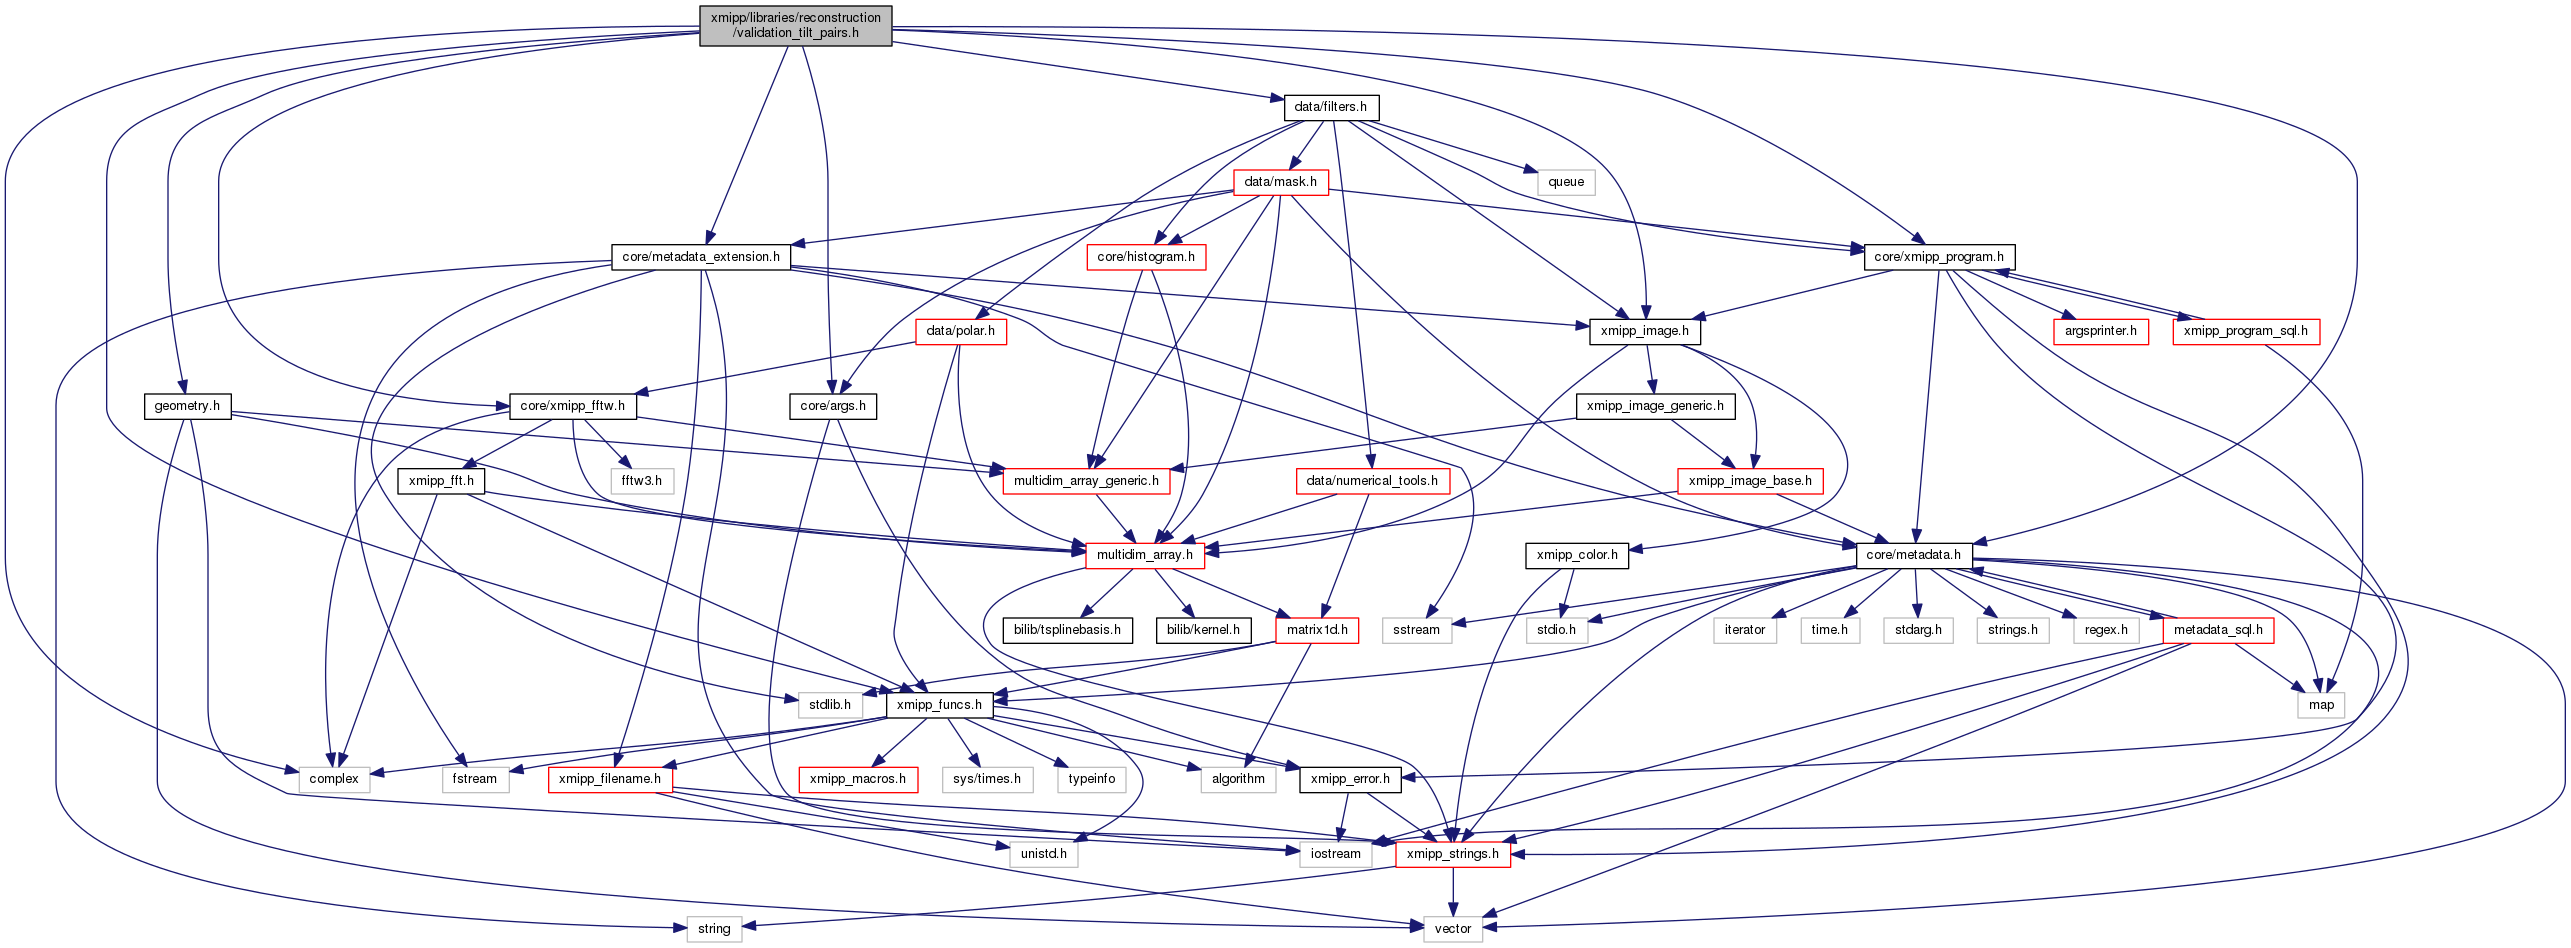 xmipp/libraries/reconstruction
/validation_tilt_pairs.h
data/filters.h
data/mask.h
queue
core/metadata_extension.h
core/histogram.h
core/xmipp_program.h
data/polar.h
xmipp_image.h
argsprinter.h
xmipp_program_sql.h
geometry.h
core/xmipp_fftw.h
core/args.h
xmipp_image_generic.h
xmipp_fft.h
fftw3.h
multidim_array_generic.h
data/numerical_tools.h
xmipp_image_base.h
multidim_array.h
xmipp_color.h
core/metadata.h
bilib/tsplinebasis.h
bilib/kernel.h
matrix1d.h
sstream
stdio.h
iterator
time.h
stdarg.h
strings.h
regex.h
metadata_sql.h
stdlib.h
xmipp_funcs.h
map
complex
fstream
xmipp_filename.h
xmipp_macros.h
sys/times.h
typeinfo
algorithm
xmipp_error.h
unistd.h
iostream
xmipp_strings.h
string
vector